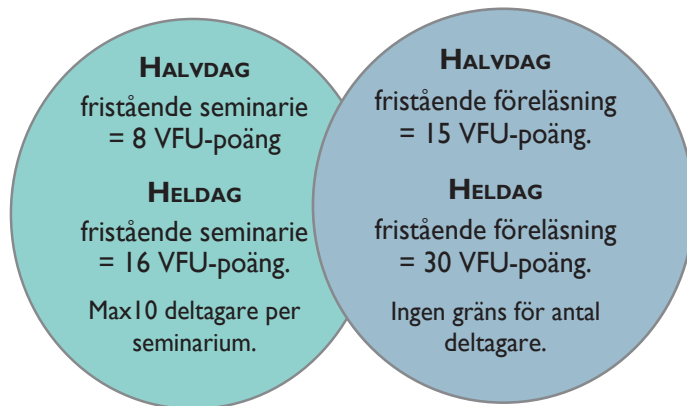 HALVDAG
fristående seminarie
= 8 VFU-poäng
HELDAG
fristående seminarie
= 16 VFU-poäng.
Max10 deltagare per
seminarium.
HALVDAG
fristående föreläsning
= 15 VFU-poäng.
HELDAG
fristående föreläsning
= 30 VFU-poäng.
Ingen gräns för antal
deltagare.